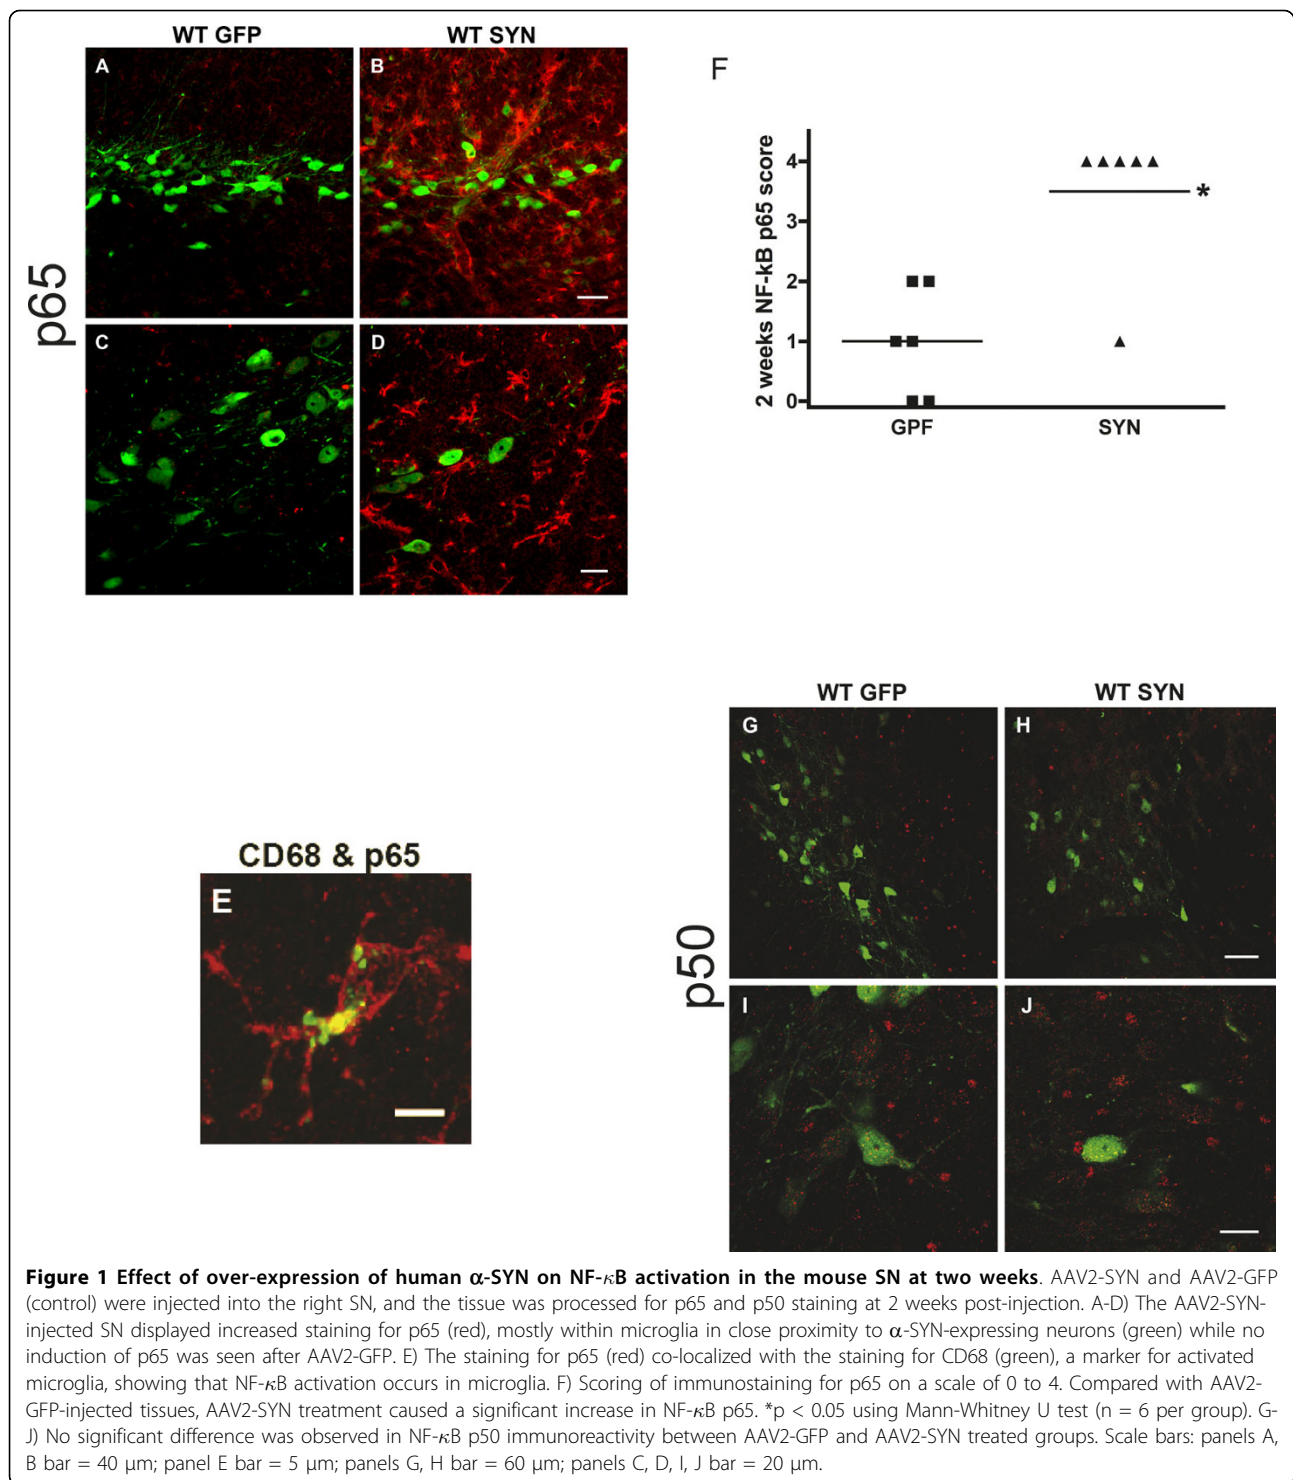 WT GFP WT SYN
A B
p65
C D
F
2 weeks NF-kB p65 score
4
3
2
1
0
GPF SYN
*
CD68 & p65
E
WT GFP WT SYN
G H
p50
I J
Figure 1 Effect of over-expression of human α-SYN on NF-κB activation in the mouse SN at two weeks. AAV2-SYN and AAV2-GFP
(control) were injected into the right SN, and the tissue was processed for p65 and p50 staining at 2 weeks post-injection. A-D) The AAV2-SYN-
injected SN displayed increased staining for p65 (red), mostly within microglia in close proximity to α-SYN-expressing neurons (green) while no
induction of p65 was seen after AAV2-GFP. E) The staining for p65 (red) co-localized with the staining for CD68 (green), a marker for activated
microglia, showing that NF-κB activation occurs in microglia. F) Scoring of immunostaining for p65 on a scale of 0 to 4. Compared with AAV2-
GFP-injected tissues, AAV2-SYN treatment caused a significant increase in NF-κB p65. *p < 0.05 using Mann-Whitney U test (n = 6 per group). G-
J) No significant difference was observed in NF-κB p50 immunoreactivity between AAV2-GFP and AAV2-SYN treated groups. Scale bars: panels A,
B bar = 40 μm; panel E bar = 5 μm; panels G, H bar = 60 μm; panels C, D, I, J bar = 20 μm.